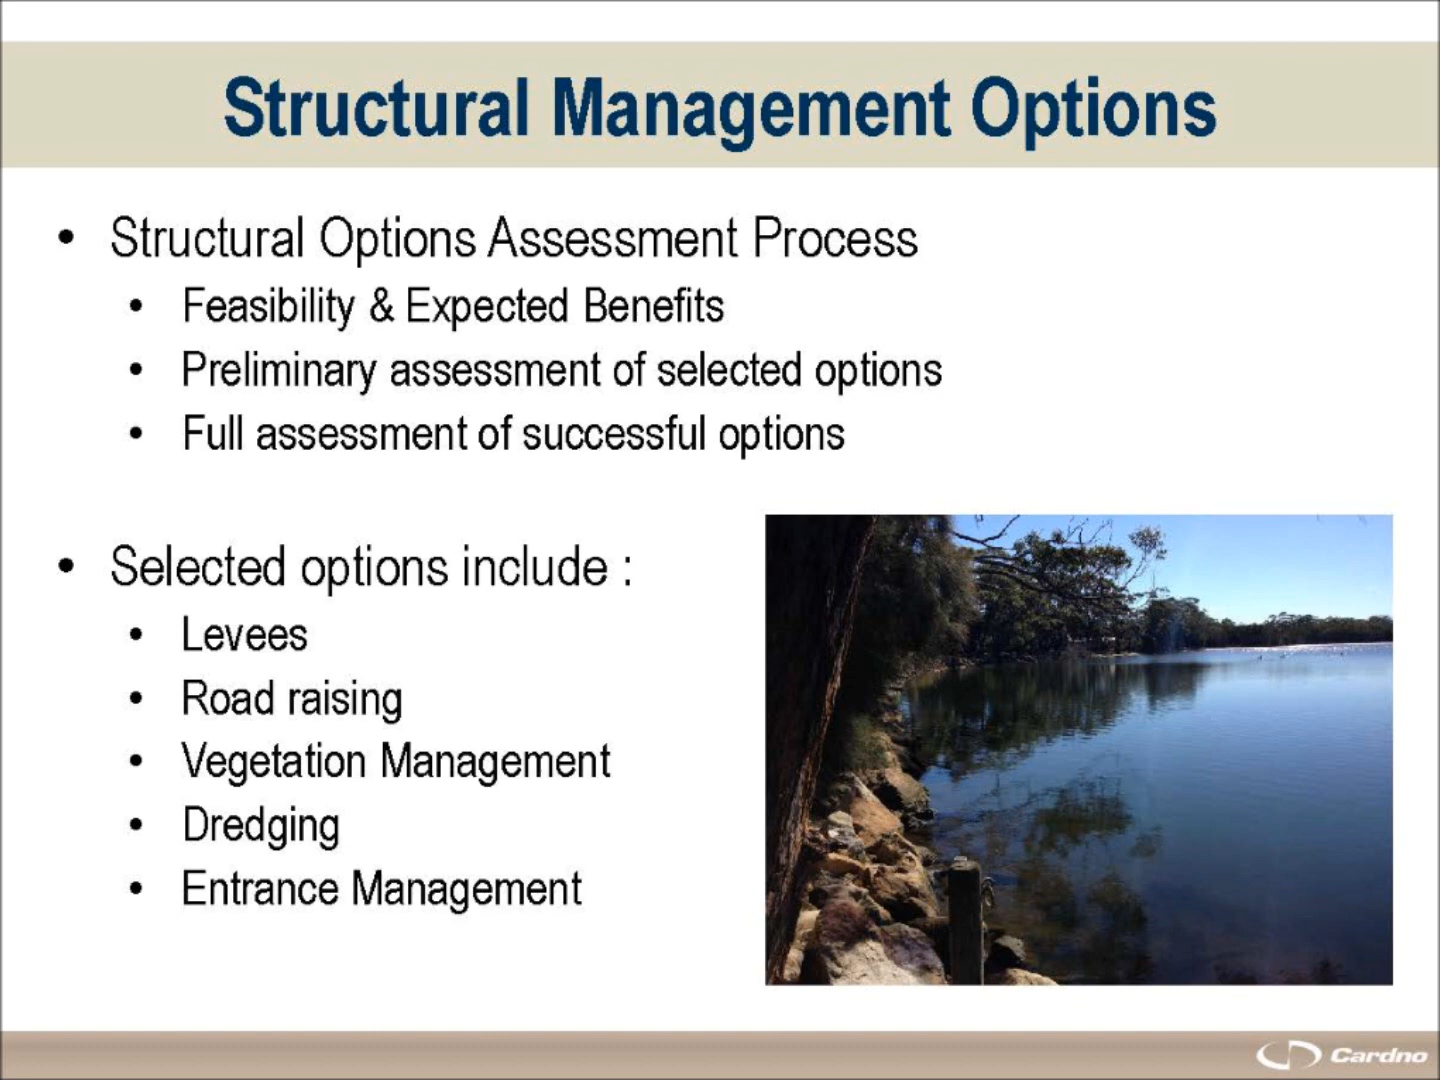 Structural Management Options
• Structural Options Assessment Process
• Feasibility & Expected Benefits
• Preliminary assessment of selected options
• Full assessment of successful options
• Selected options include :
• Levees
• Road raising
• Vegetation Management
• Dredging
• Entrance Management
Cardno